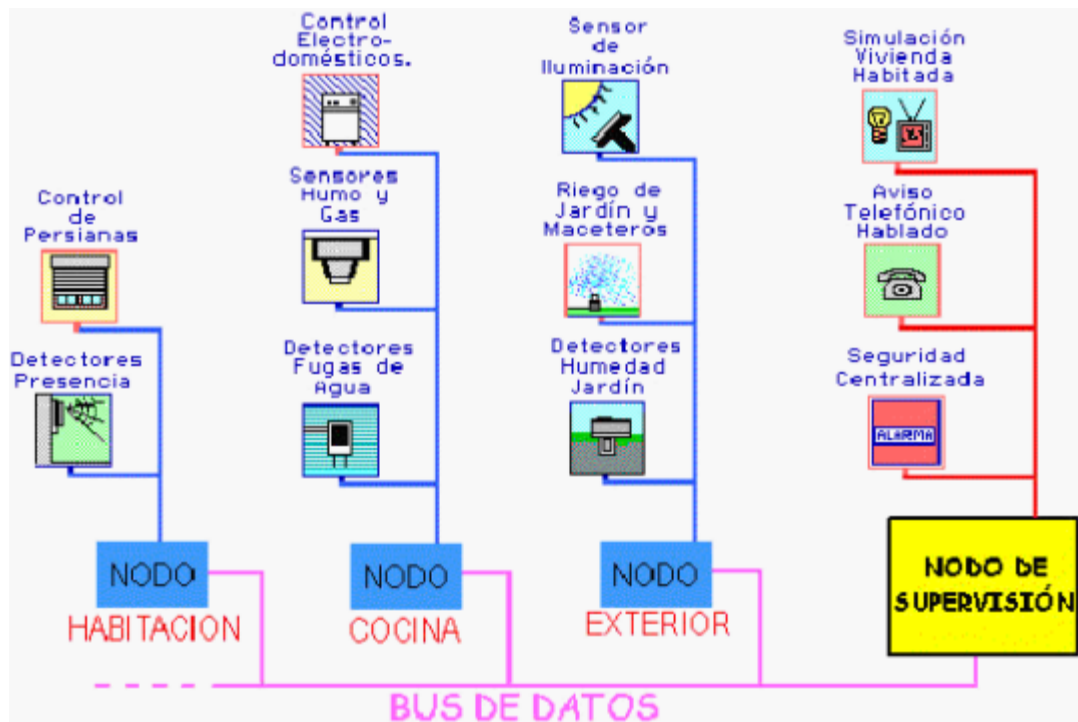 Control
de
Persianas
Detectores
Presencia
NODO
HABITACION
Control
Electro-
domésticos.
Sensores
Humo y
Gas
Detectores
Fugas de
Agua
NODO
COCINA
Sensor
de
Iluminación
Riego de
Jardín y
Maceteros
Detectores
Humedad
Jardín
NODO
EXTERIOR
Simulación
Vivienda
Habitada
Aviso
Telefónico
Hablado
Seguridad
Centralizada
ALARMA
NODO DE
SUPERVISIÓN
BUS DE DATOS